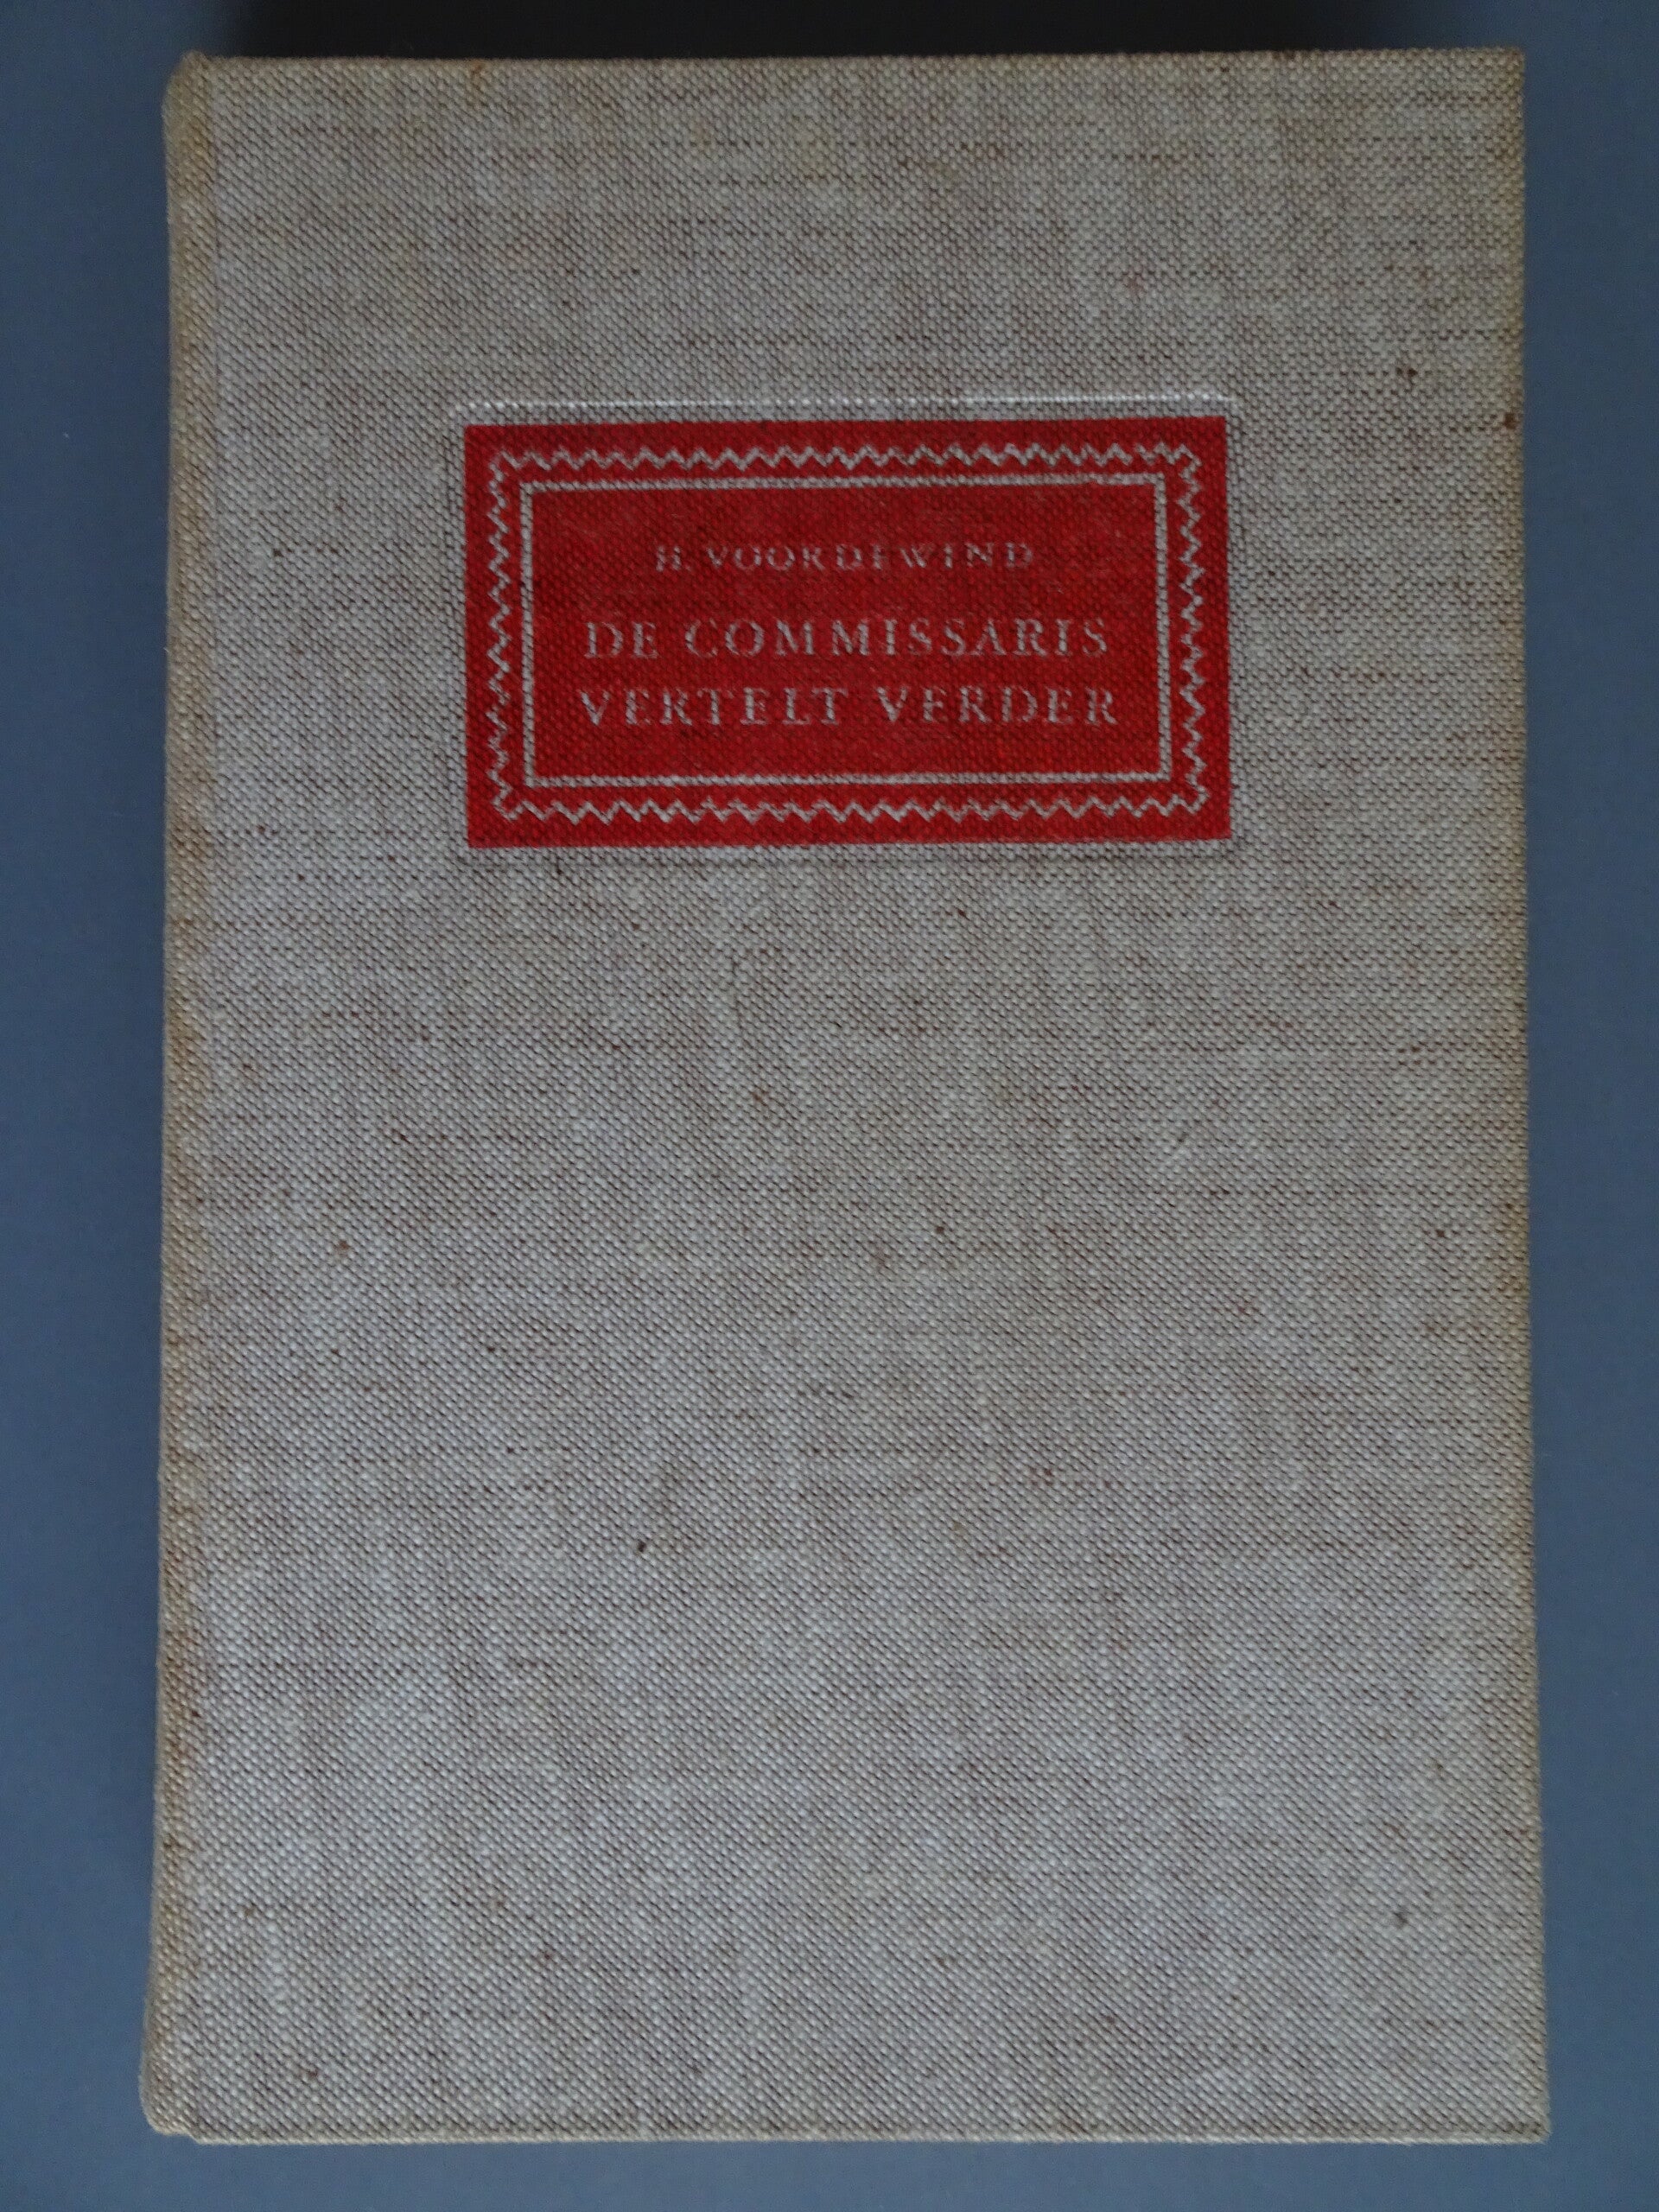 H. VOORDEWIND
DE COMMISSARIS
VERTELT VERDER